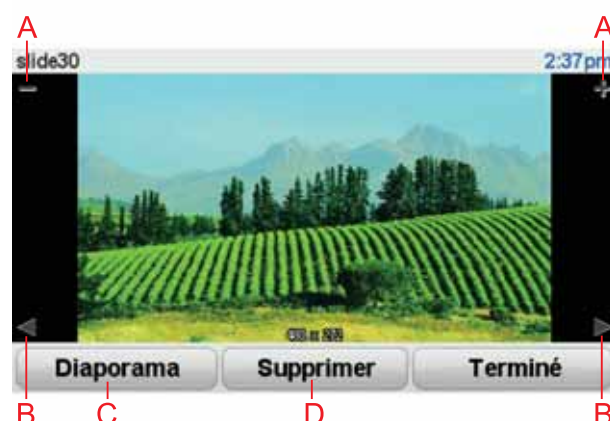 A A
slide30 2:37pm
− +
Diaporama Supprimer Terminé
B C D B